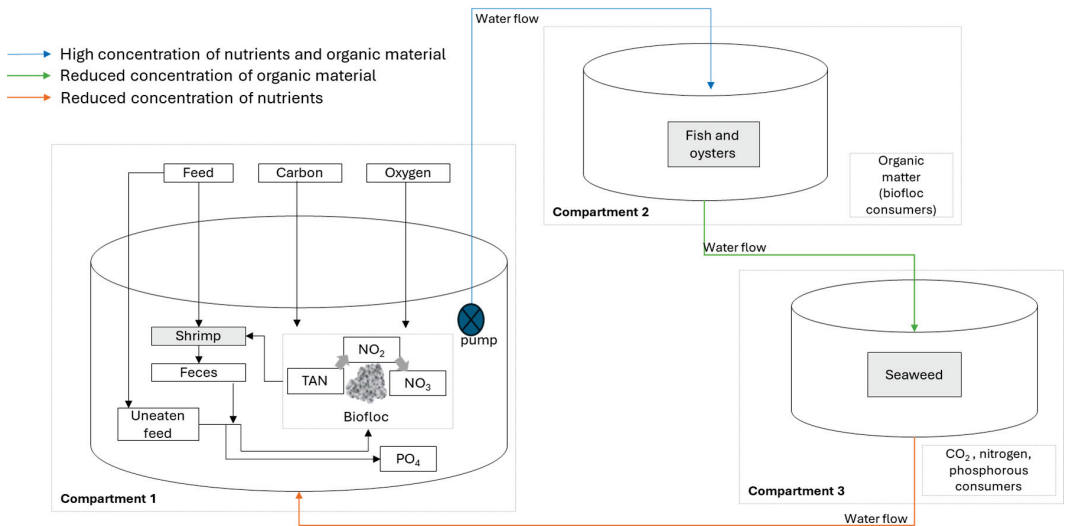 Water flow
High concentration of nutrients and organic material
Reduced concentration of organic material
Reduced concentration of nutrients
Fish and
oysters
Organic
matter
(biofloc
consumers)
Compartment 2
Feed
Carbon
Oxygen
Water flow
pump
Shrimp
Feces
Uneaten
feed
NO₂
TAN
NO₃
Biofloc
PO₄
Compartment 1
Seaweed
CO₂ , nitrogen,
phosphorous
consumers
Compartment 3
Water flow